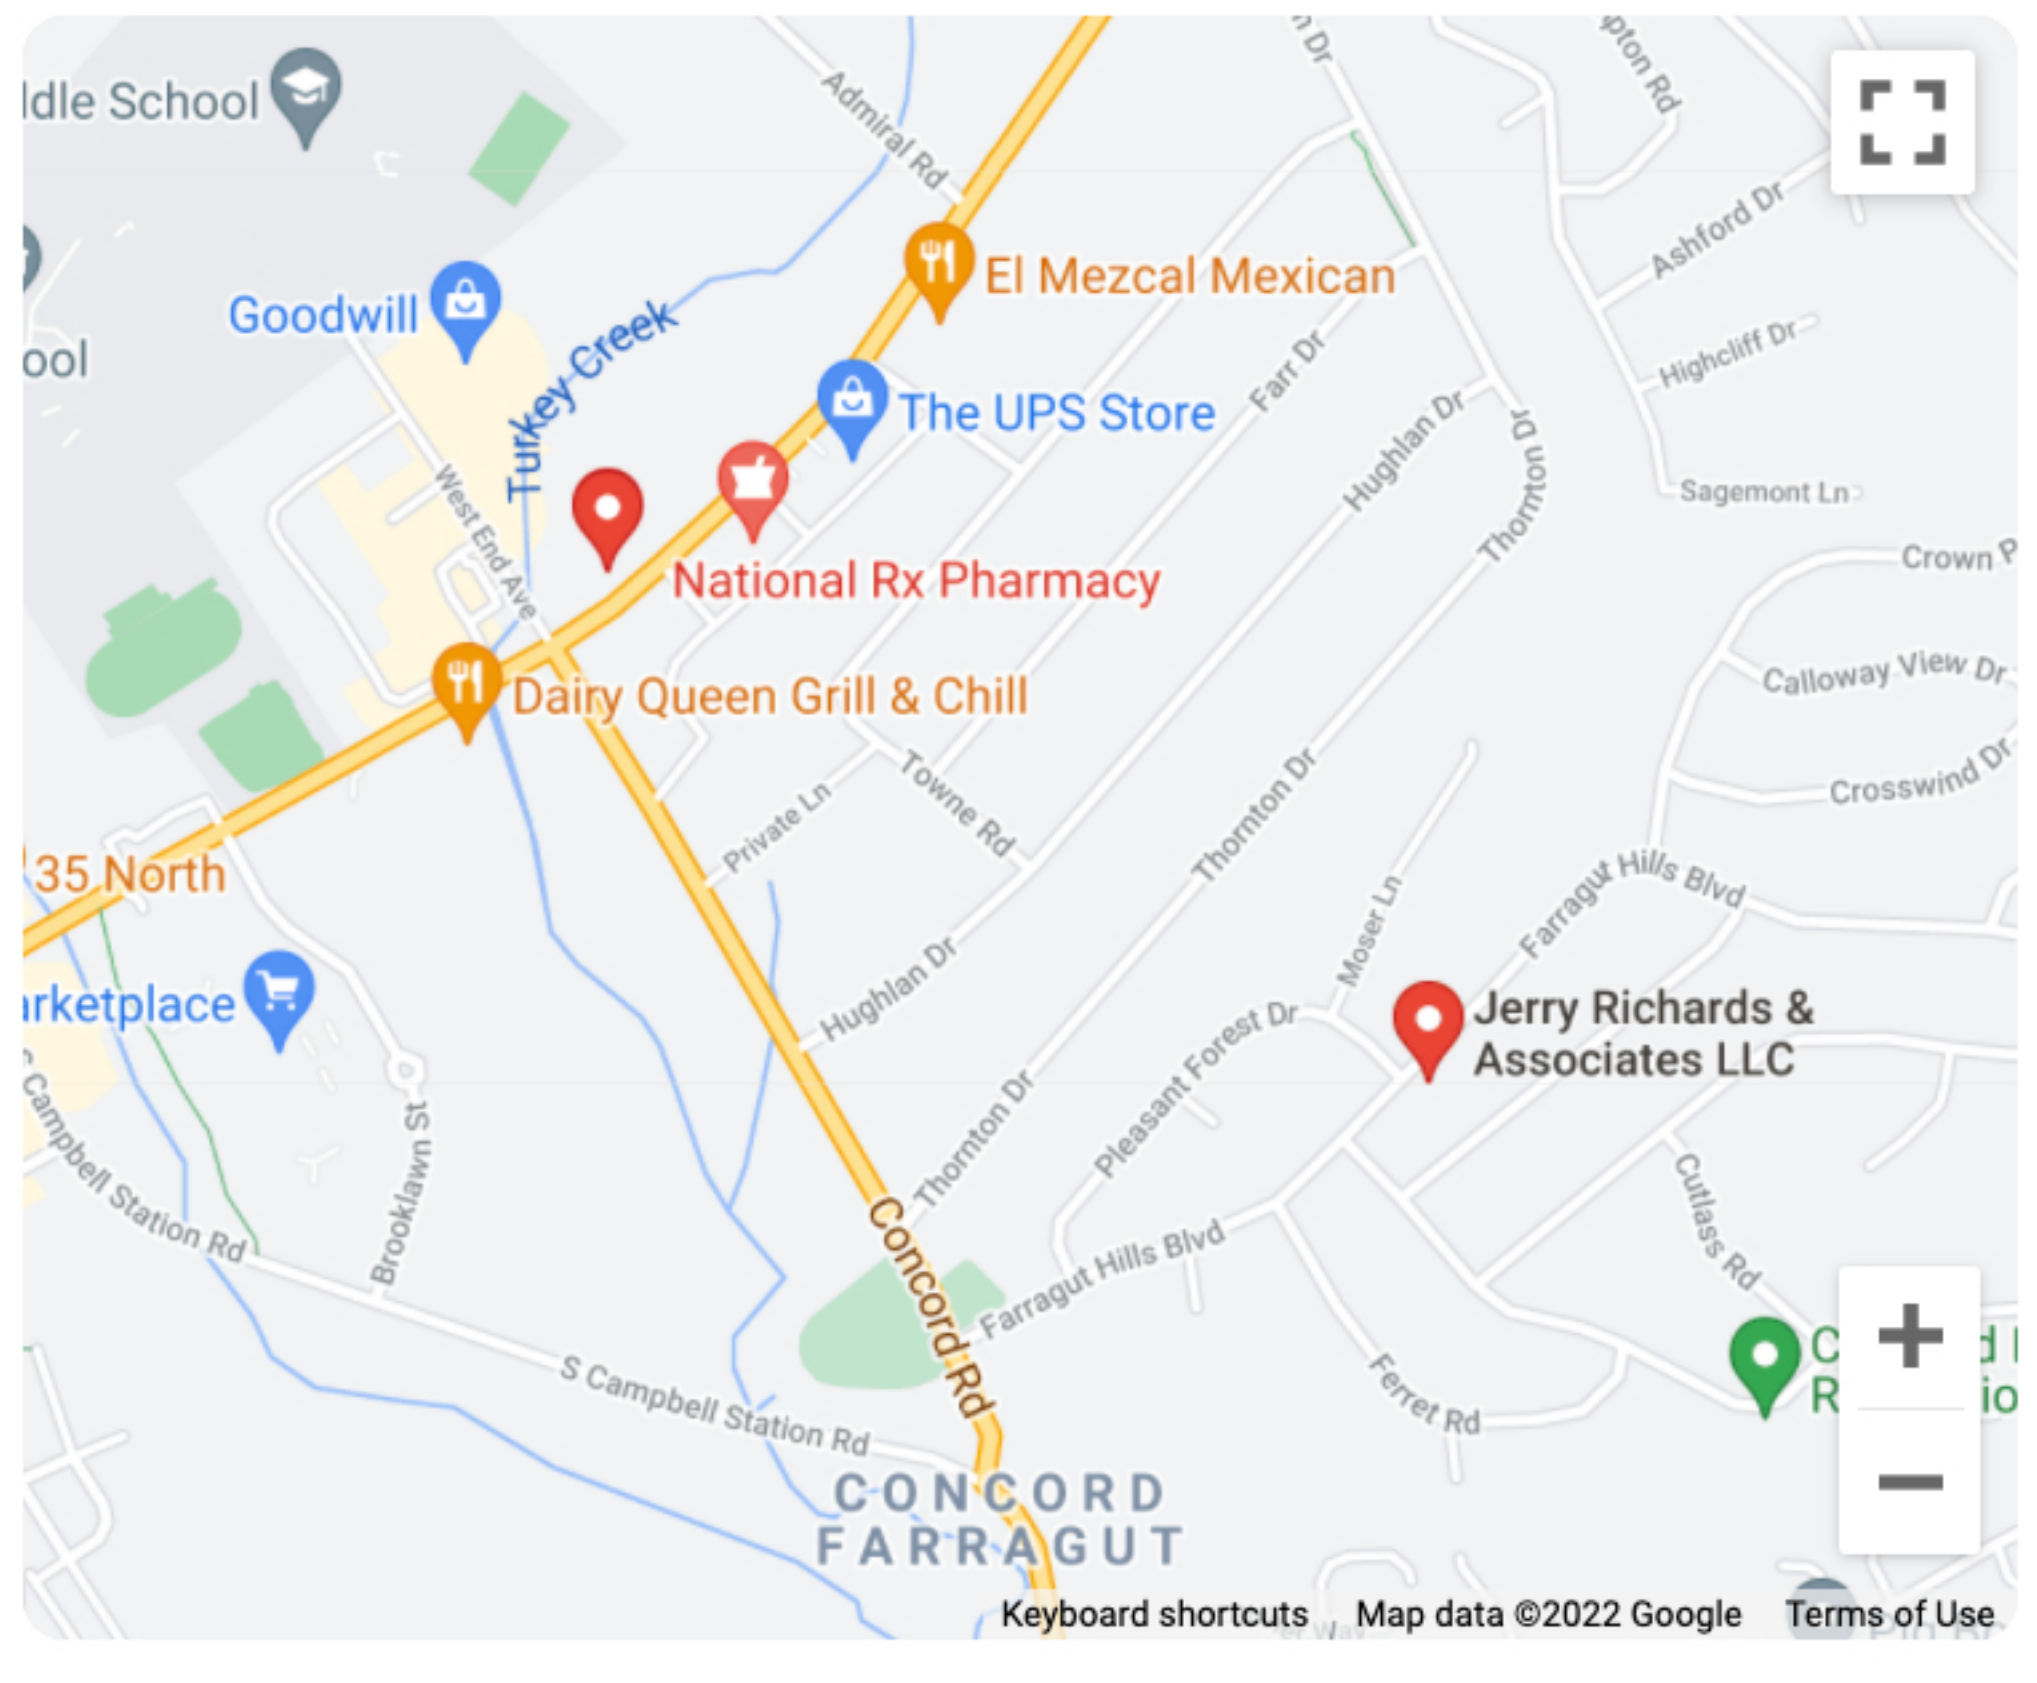 n Dr
pton Rd
ddle School
Admiral Rd
Ashford Dr
El Mezcal Mexican
Goodwill
Turkey Creek
Highcliff Dr
ool
Farr Dr
The UPS Store
Hughlan Dr
Thornton Dr
West End Ave
Sagemont Ln
National Rx Pharmacy
Crown P
Calloway View Dr
Dairy Queen Grill & Chill
Towne Rd
Private Ln
Thornton Dr
Crosswind Dr
35 North
Farragut Hills Blvd
Moser Ln
Hughlan Dr
arketplace
Pleasant Forest Dr
Jerry Richards &
Associates LLC
Thornton Dr
S Campbell Station Rd
Brooklawn St
Cutlass Rd
Farragut Hills Blvd
Concord Rd
S Campbell Station Rd
Ferret Rd
C
d
R
io
CONCORD
FARRAGUT
Keyboard shortcuts
Map data ©2022 Google
Terms of Use